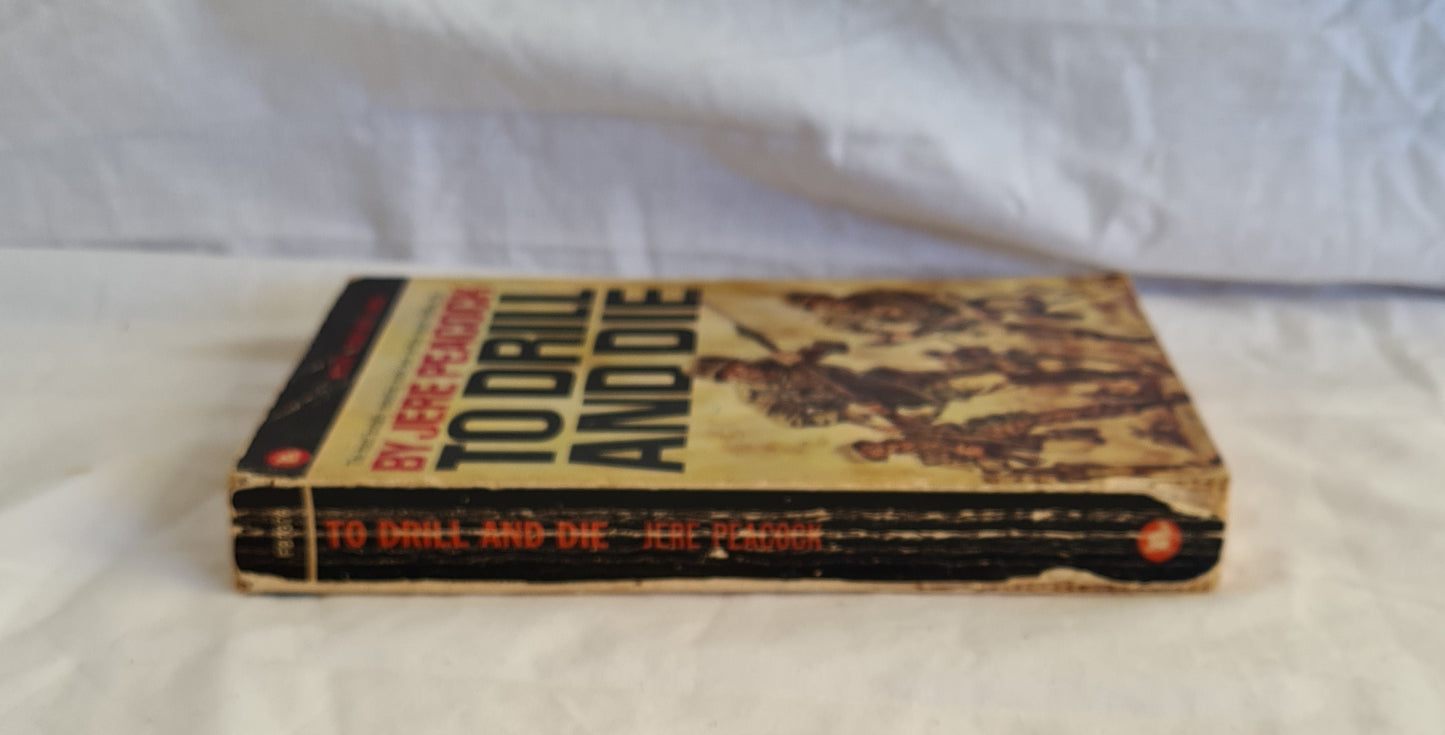 BY JERE PEACOCK
TO DRILL
AND DIE
TO DRILL AND DIE JERE PEACOCK